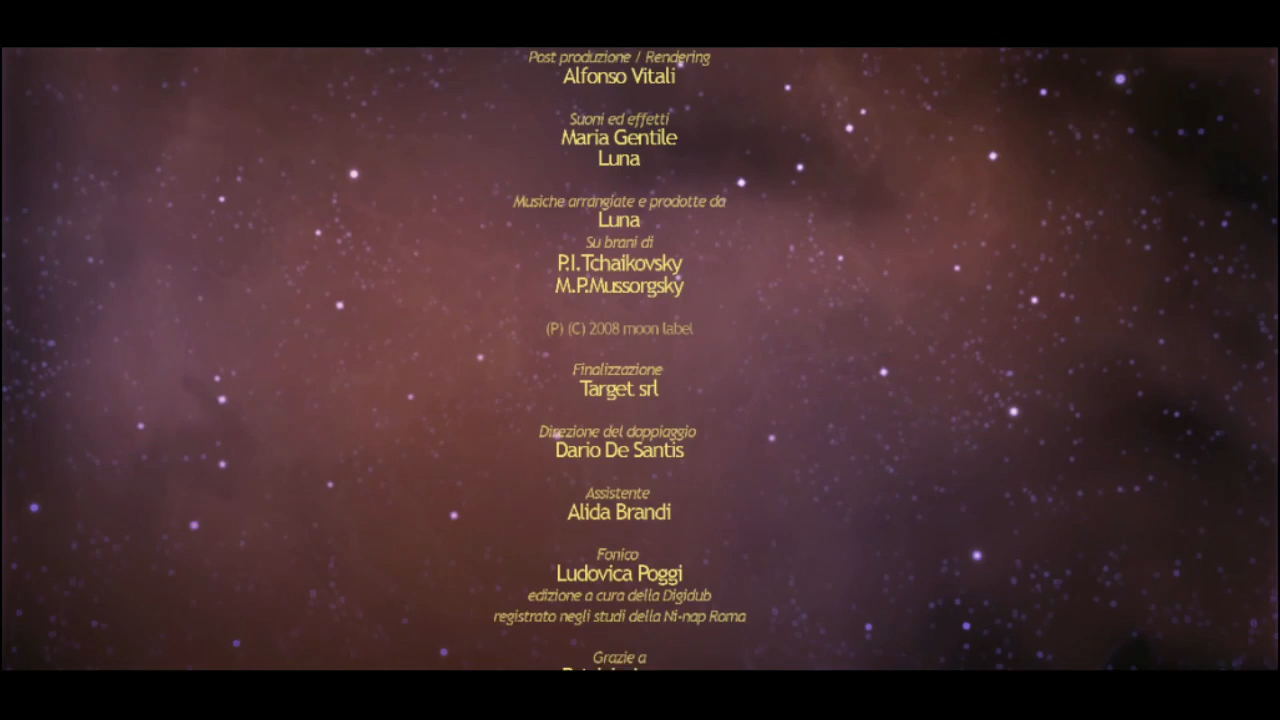 Post produzione / Rendering
Alfonso Vitali
Suoni ed effetti
Maria Gentile
Luna
Musiche arrangiate e prodotte da
Luna
Su brani di
P.I.Tchaikovsky
M.P.Mussorgsky
(P) (C) 2008 moon label
Finalizzazione
Target srl
Direzione del doppiaggio
Dario De Santis
Assistente
Alida Brandi
Fonico
Ludovica Poggi
edizione a cura della Digidub
registrato negli studi della Ni-nap Roma
Grazie a